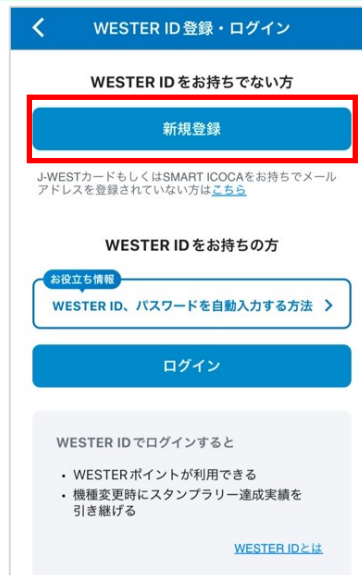 WESTER ID登録・ログイン
WESTER IDをお持ちでない方
新規登録
J-WESTカードもしくはSMART ICOCAをお持ちでメール
アドレスを登録されていない方はこちら
WESTER IDをお持ちの方
お役立ち情報
WESTER ID、パスワードを自動入力する方法
ログイン
WESTER IDでログインすると
・ WESTERポイントが利用できる
・ 機種変更時にスタンプラリー達成実績を
引き継げる
WESTER IDとは